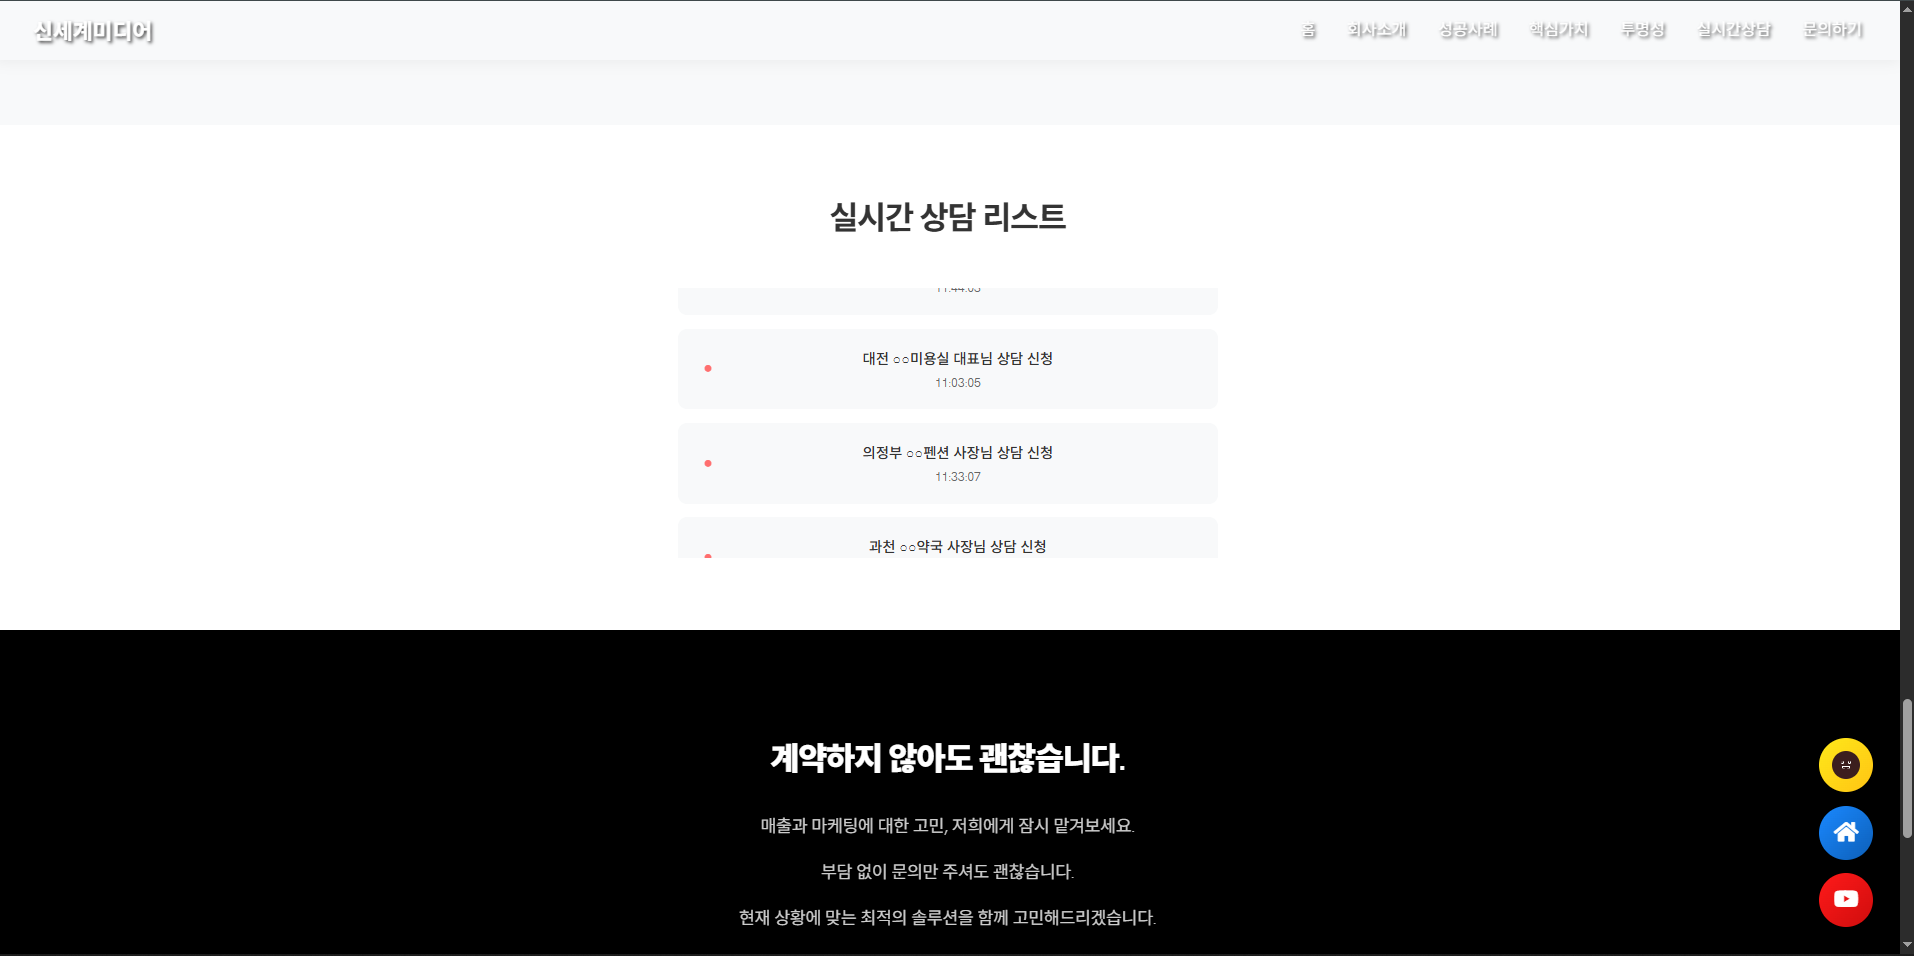 신세계미디어
홈 회사소개 성공사례 핵심가치 투명성 실시간상담 문의하기
실시간 상담 리스트
대전 ○○미용실 대표님 상담 신청
11:03:05
의정부 ○○펜션 사장님 상담 신청
11:33:07
과천 ○○약국 사장님 상담 신청
계약하지 않아도 괜찮습니다.
매출과 마케팅에 대한 고민, 저희에게 잠시 맡겨보세요.
부담 없이 문의만 주셔도 괜찮습니다.
현재 상황에 맞는 최적의 솔루션을 함께 고민해드리겠습니다.